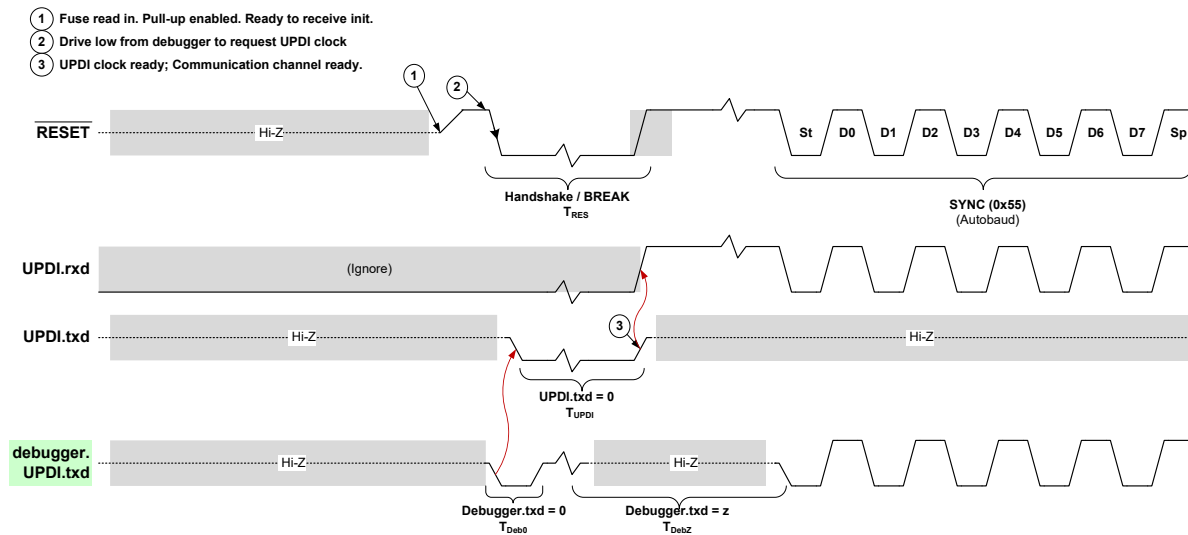 1 Fuse read in. Pull-up enabled. Ready to receive init.
2 Drive low from debugger to request UPDI clock
3 UPDI clock ready; Communication channel ready.
1
2
RESET
Hi-Z
St D0 D1 D2 D3 D4 D5 D6 D7 Sp
Handshake / BREAK
TRES
SYNC (0x55)
(Autobaud)
UPDI.rxd
(Ignore)
3
UPDI.txd
Hi-Z
Hi-Z
UPDI.txd = 0
TUPDI
debugger.
UPDI.txd
Hi-Z
Hi-Z
Debugger.txd = 0
TDeb0
Debugger.txd = z
TDebZ